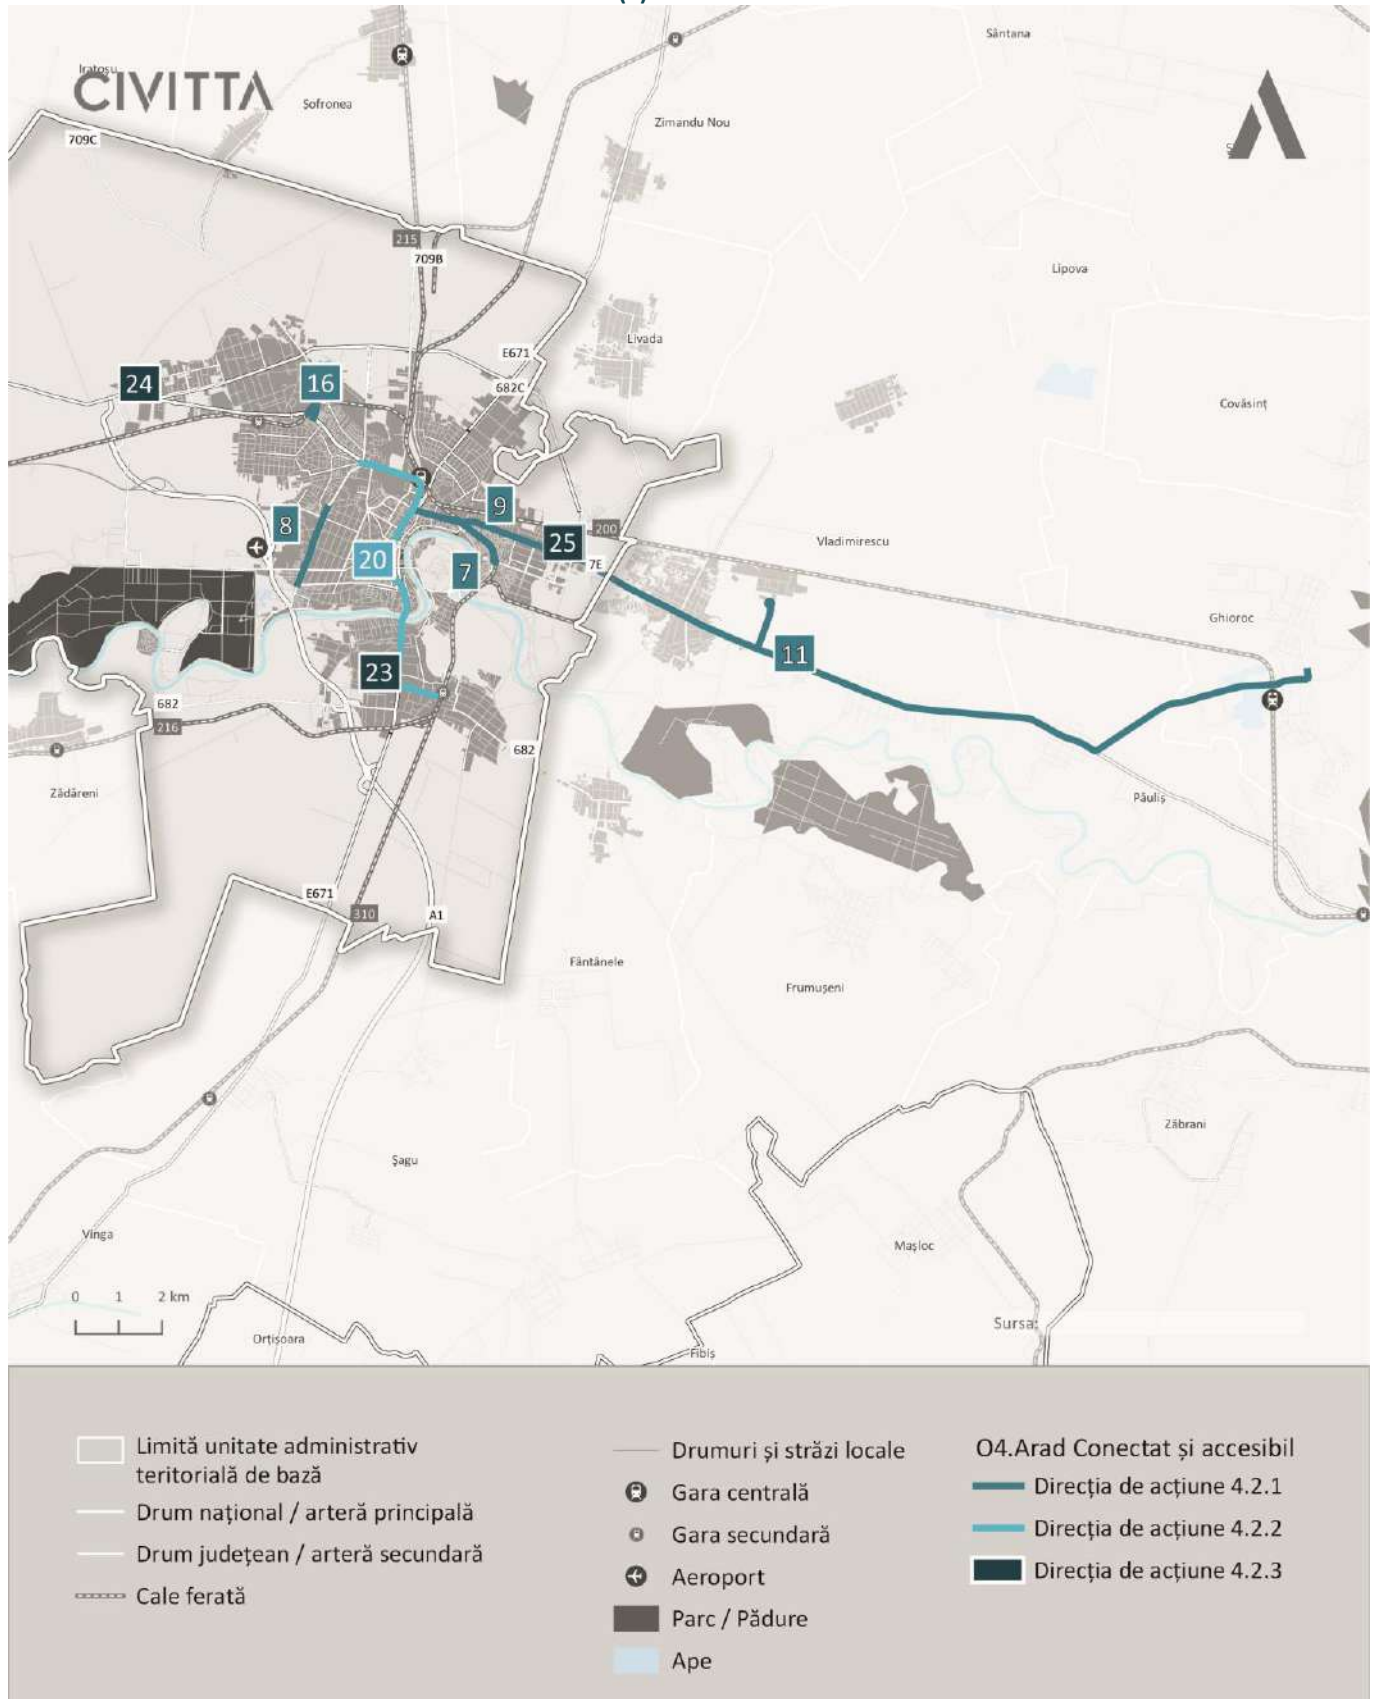 Sântana
Iratoșu
CIVITTA
Șofronea
Zimandu Nou
709C
215
709B
Lipova
Livada
E671
24
16
682C
Covăsinț
9
8
200
25
Vladimirescu
20
7E
7
Ghioroc
11
23
682
216
682
Zădăreni
Păuliș
E671
310
A1
Fântânele
Frumușeni
Zăbrani
Șagu
Vinga
Mașloc
0 1 2 km
Sursa:
Orțișoara
Fibiș
Limită unitate administrativ
teritorială de bază
Drum național / arteră principală
Drum județean / arteră secundară
Cale ferată
Drumuri și străzi locale
Gara centrală
Gara secundară
Aeroport
Parc / Pădure
Ape
O4.Arad Conectat și accesibil
Direcția de acțiune 4.2.1
Direcția de acțiune 4.2.2
Direcția de acțiune 4.2.3